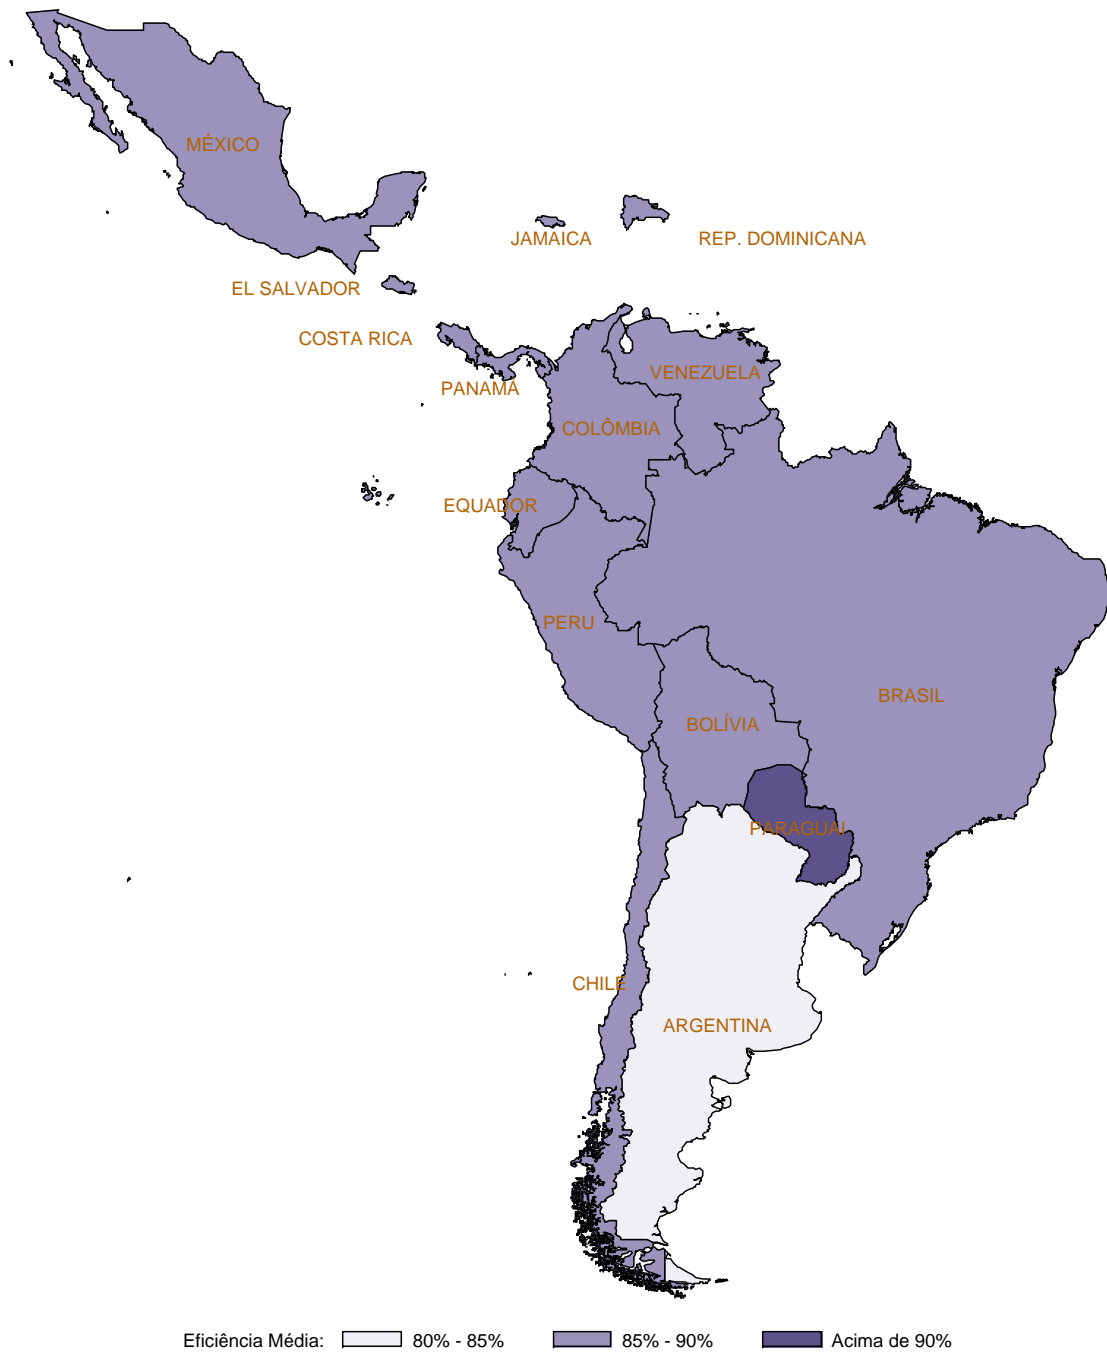 MÉXICO
JAMAICA
REP. DOMINICANA
EL SALVADOR
COSTA RICA
VENEZUELA
PANAMÁ
COLÔMBIA
EQUADOR
PERU
BRASIL
BOLÍVIA
PARAGUAI
CHILE
ARGENTINA
Eficiência Média: 80% - 85% 85% - 90% Acima de 90%